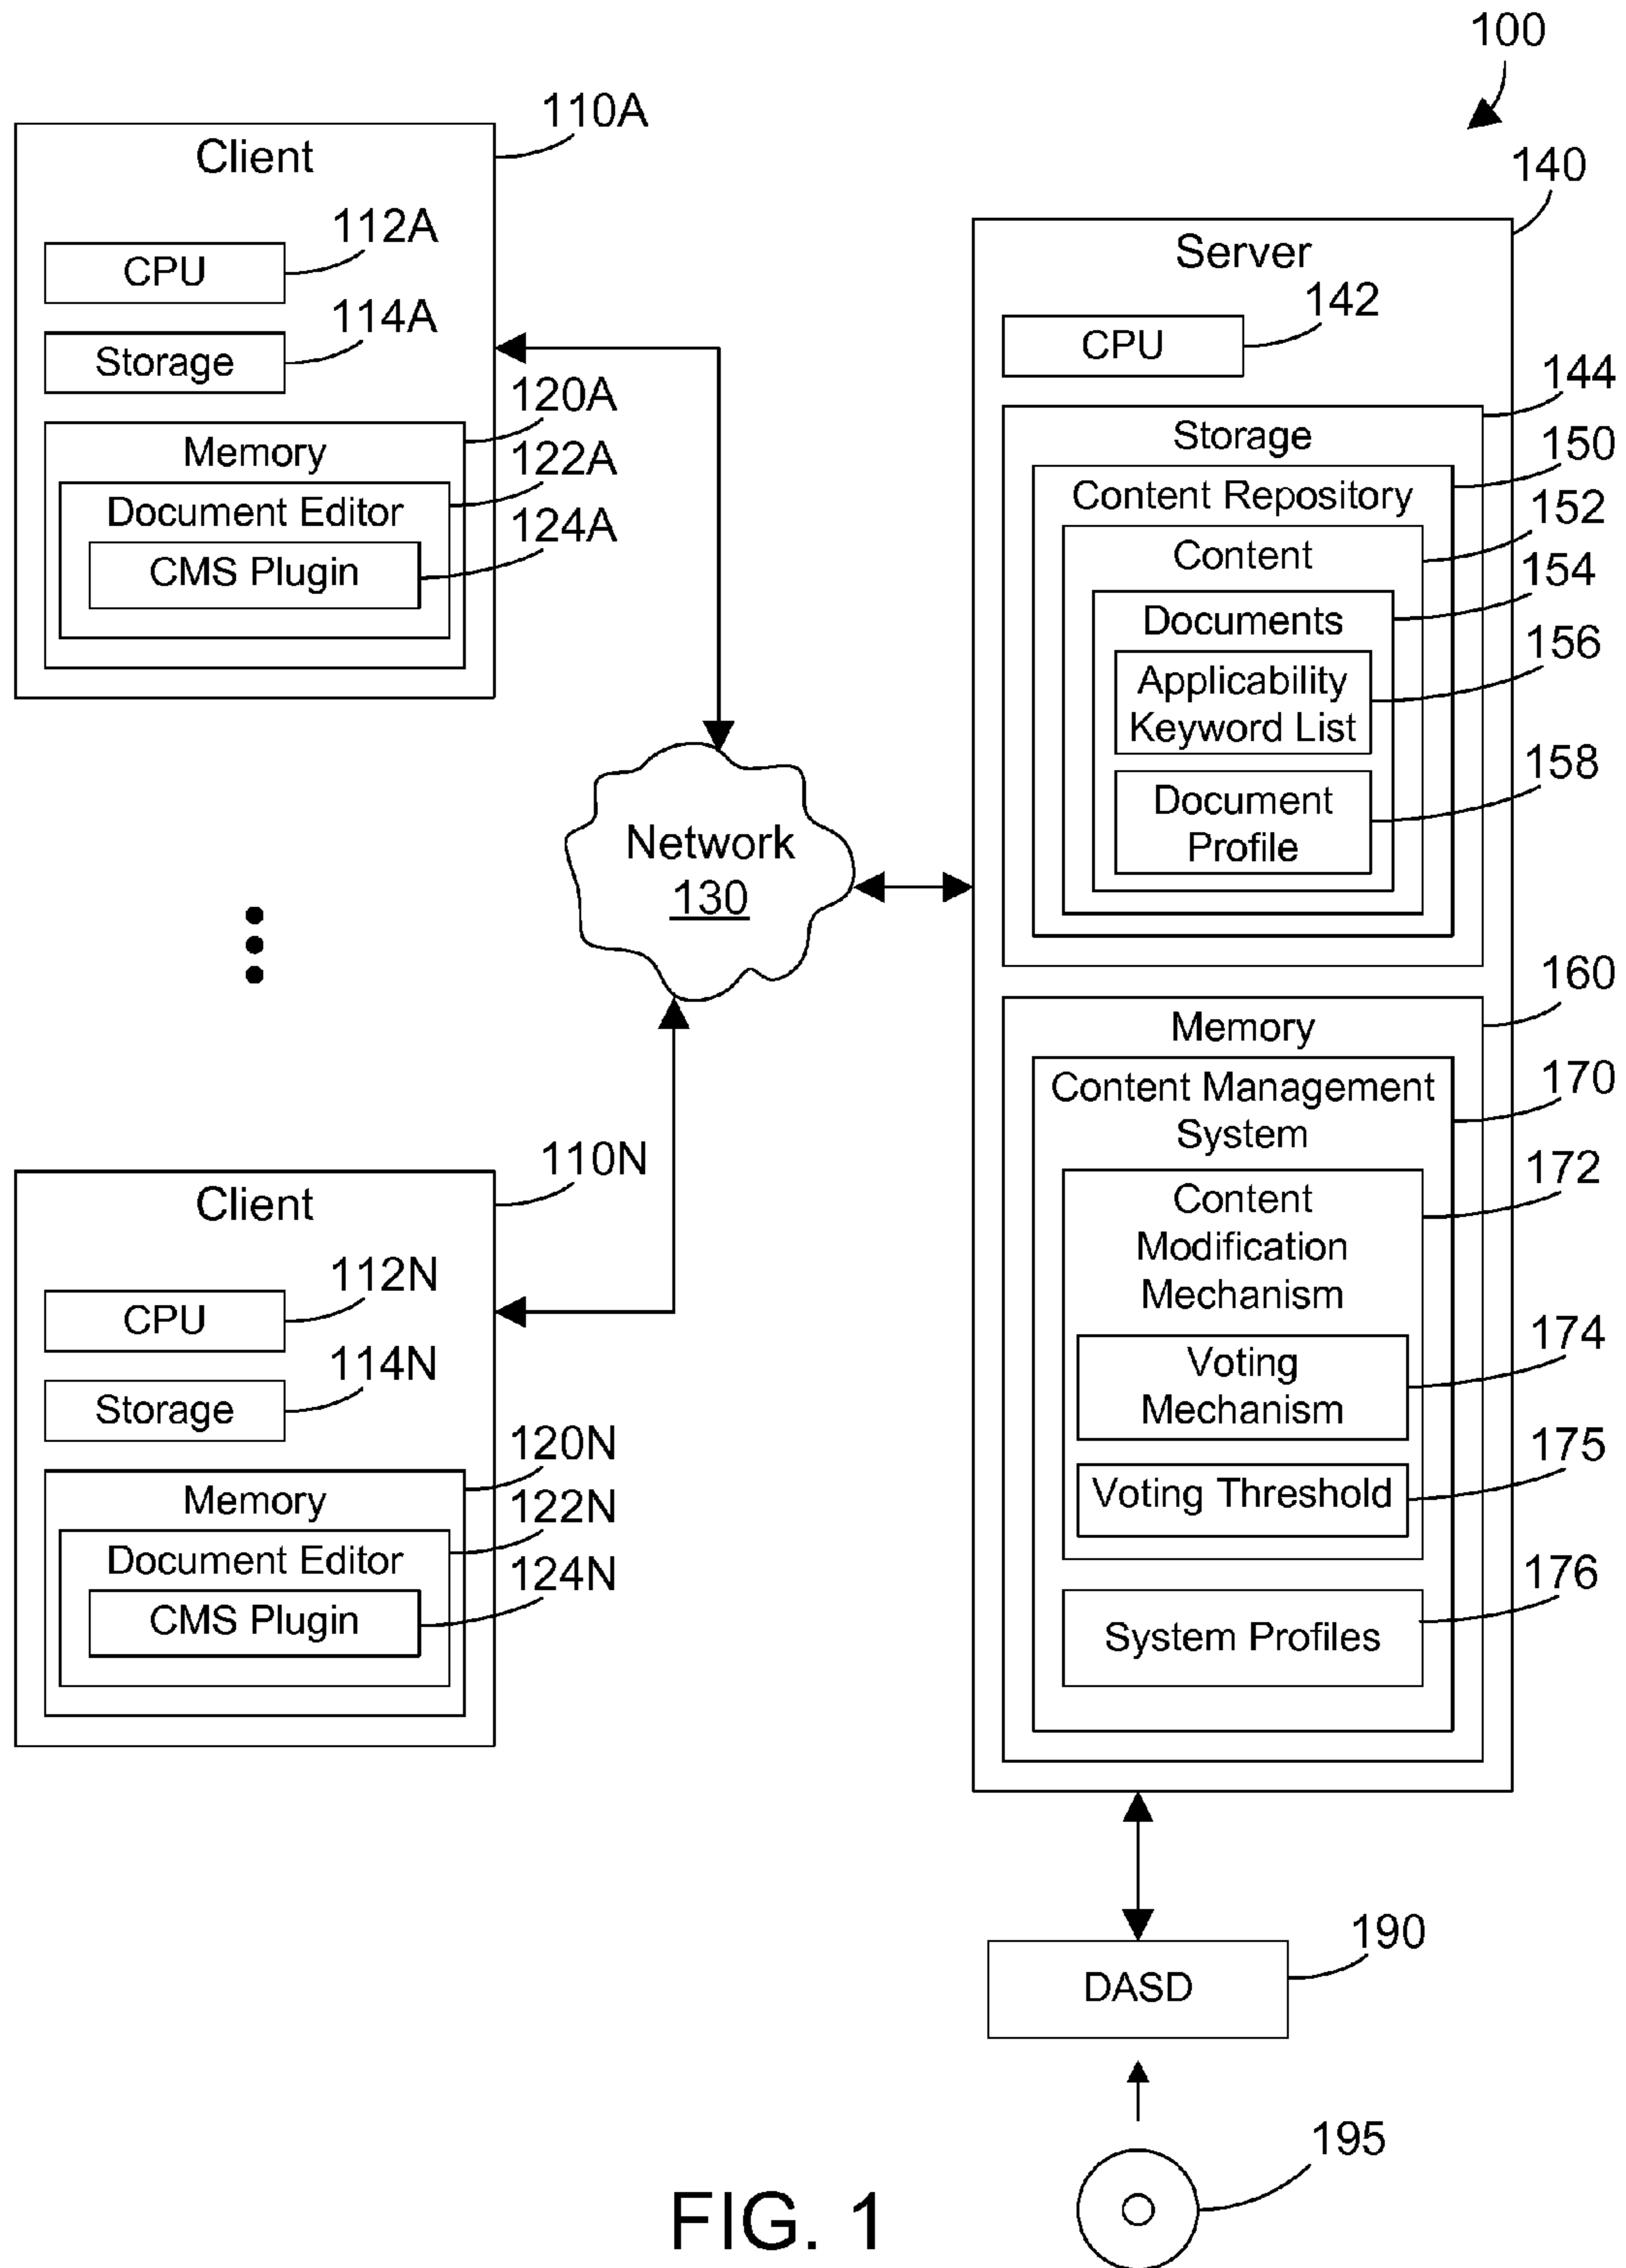 100
110A
Client
112A
CPU
114A
Storage
120A
Memory
122A
Document Editor
124A
CMS Plugin
Network
130
110N
Client
112N
CPU
114N
Storage
120N
Memory
122N
Document Editor
124N
CMS Plugin
140
Server
142
CPU
144
Storage
150
Content Repository
152
Content
154
Documents
156
Applicability
Keyword List
158
Document
Profile
160
Memory
170
Content Management
System
172
Content
Modification
Mechanism
174
Voting
Mechanism
175
Voting Threshold
176
System Profiles
190
DASD
195
FIG. 1